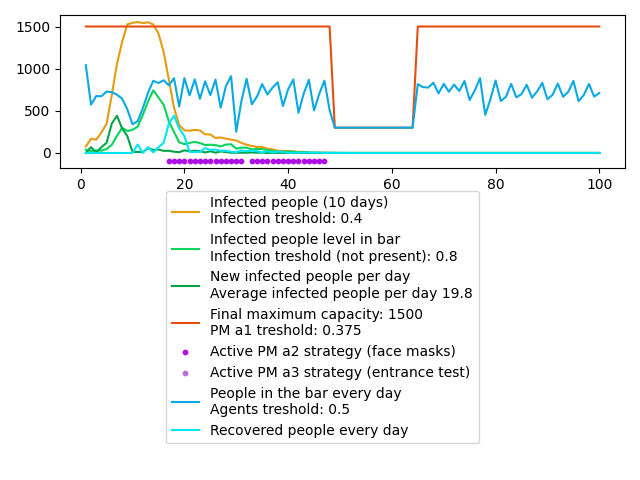 1500
1000
500
0
0 20 40 60 80 100
Infected people (10 days)
Infection treshold: 0.4
Infected people level in bar
Infection treshold (not present): 0.8
New infected people per day
Average infected people per day 19.8
Final maximum capacity: 1500
PM a1 treshold: 0.375
Active PM a2 strategy (face masks)
Active PM a3 strategy (entrance test)
People in the bar every day
Agents treshold: 0.5
Recovered people every day